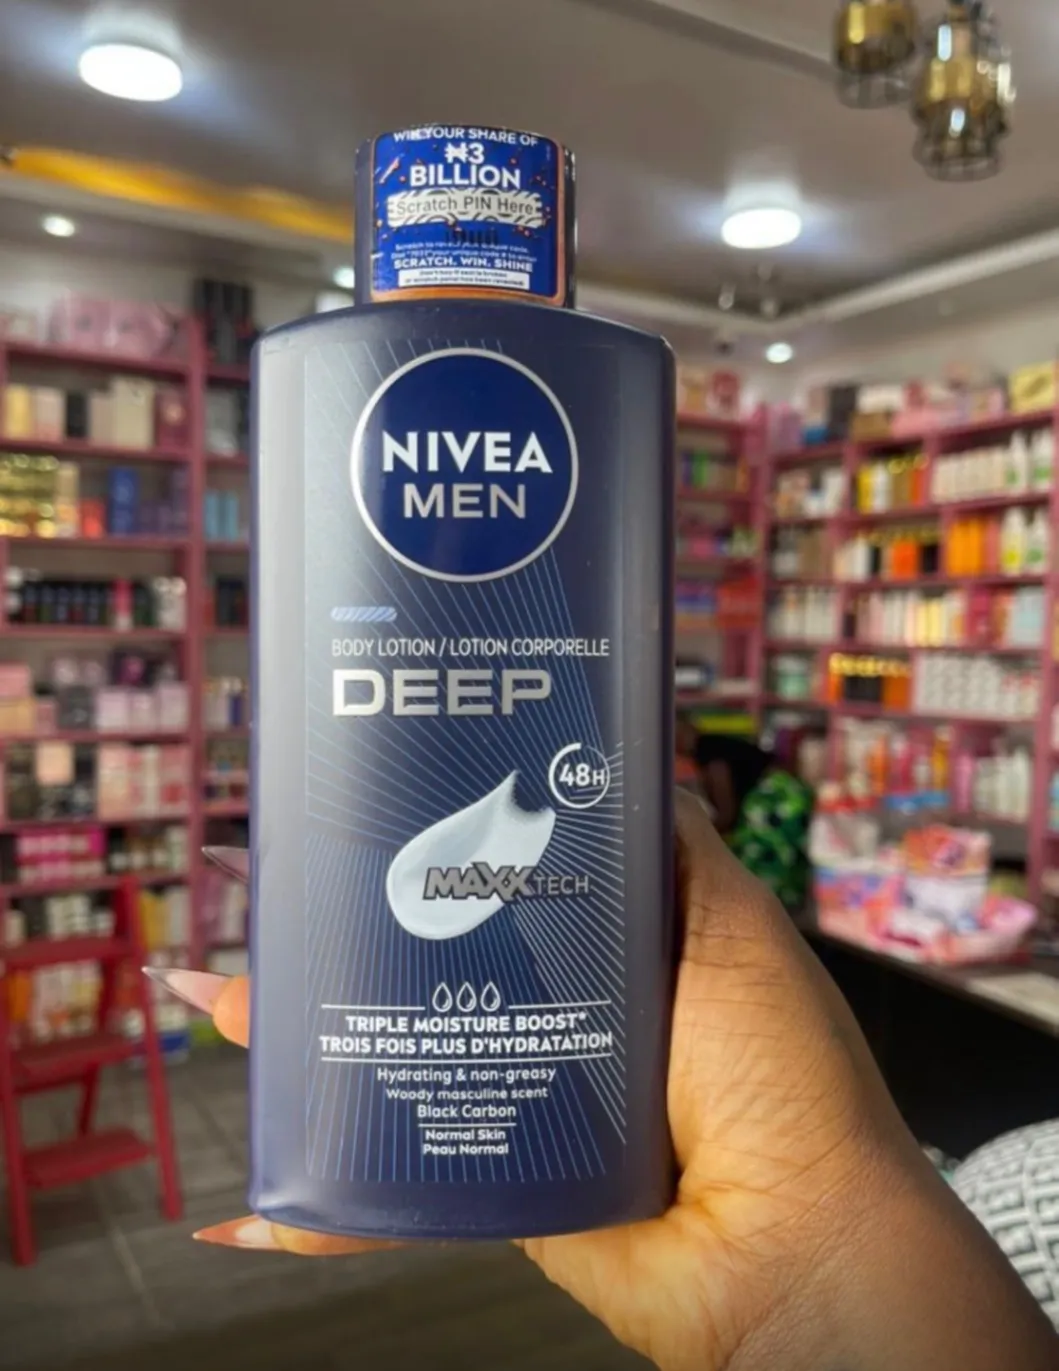 WIN YOUR SHARE OF
₦3
BILLION
Scratch PIN Here
SCRATCH. WIN. SHINE
NIVEA
MEN
BODY LOTION / LOTION CORPORELLE
DEEP
48H
MAXXTECH
TRIPLE MOISTURE BOOST*
TROIS FOIS PLUS D'HYDRATATION
Hydrating & non-greasy
Woody masculine scent
Black Carbon
Normal Skin
Peau Normal